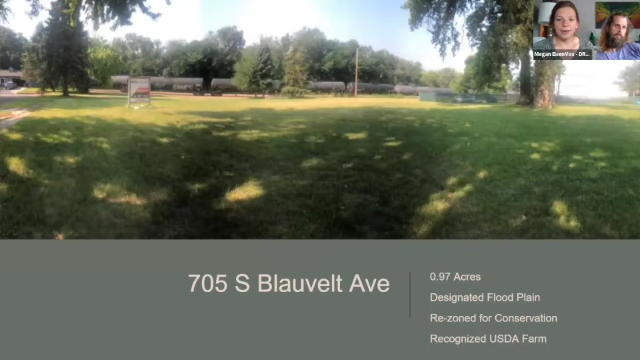 705 S Blauvelt Ave
0.97 Acres
Designated Flood Plain
Re-zoned for Conservation
Recognized USDA Farm